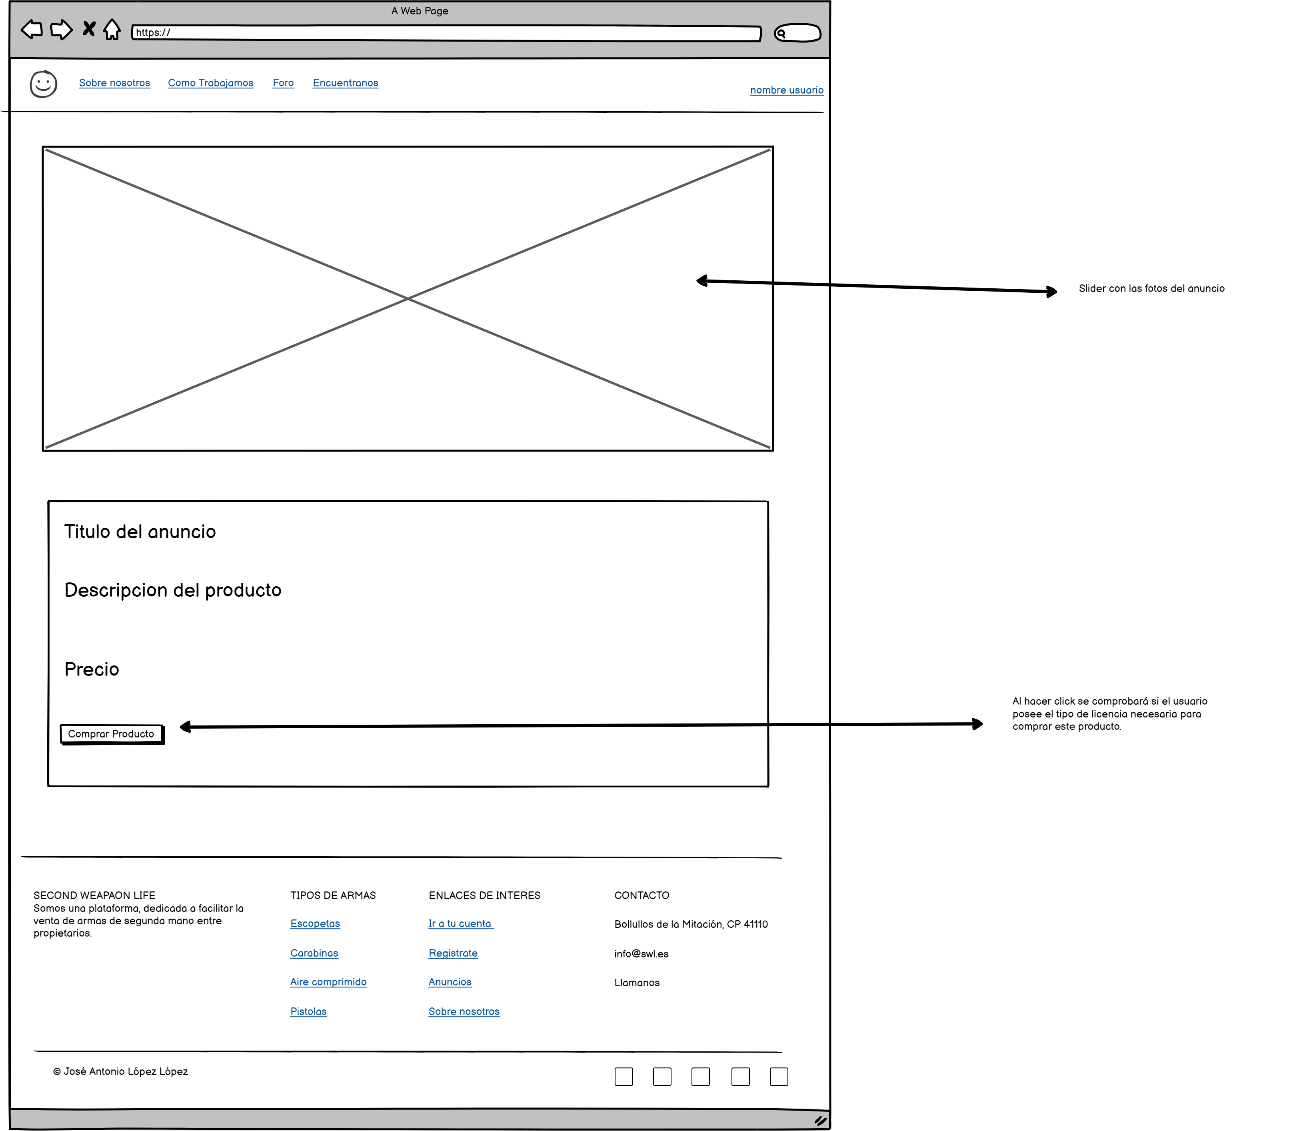 A Web Page
https://
Sobre nosotros
Como Trabajamos
Foro
Encuentranos
nombre usuario
Slider con las fotos del anuncio
Titulo del anuncio
Descripcion del producto
Precio
Comprar Producto
Al hacer click se comprobará si el usuario
posee el tipo de licencia necesaria para
comprar este producto.
SECOND WEAPAON LIFE
Somos una plataforma, dedicada a facilitar la
venta de armas de segunda mano entre
propietarios.
TIPOS DE ARMAS
Escopetas
Carabinas
Aire comprimido
Pistolas
ENLACES DE INTERES
Ir a tu cuenta
Registrate
Anuncios
Sobre nosotros
CONTACTO
Bollullos de la Mitación, CP 41110
info@swl.es
Llamanos
© José Antonio López López